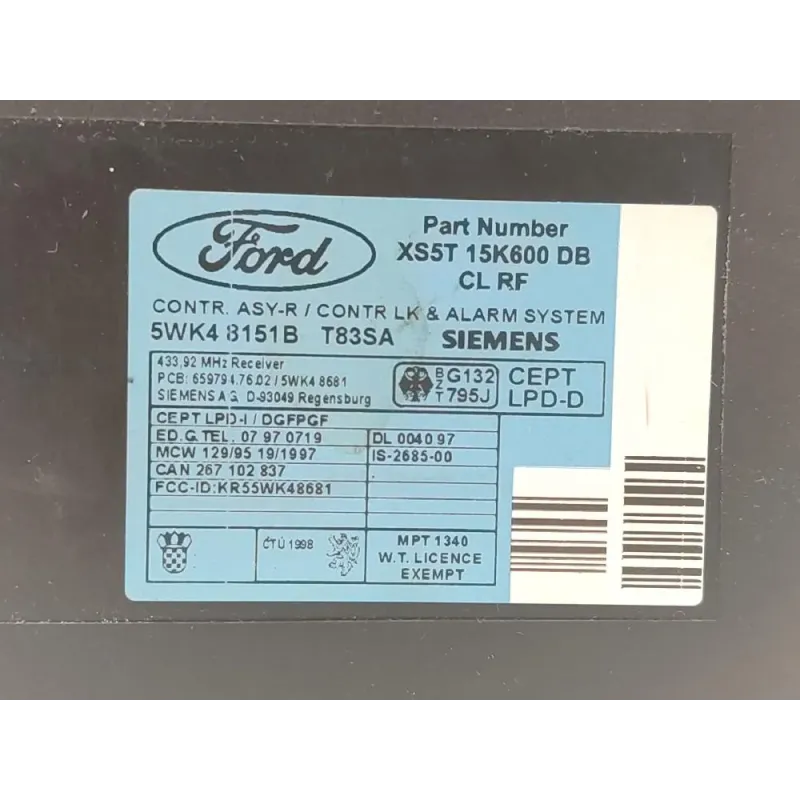 Ford
Part Number
XS5T 15K600 DB
CL RF
CONTR. ASY-R / CONTR LK & ALARM SYSTEM
5WK4 8151B T83SA SIEMENS
433,92 MHz Receiver
PCB: 659794.76.02 / 5WK4 8681
SIEMENS A.G. D-93049 Regensburg
BZT G132 795J
CEPT
LPD-D
CEPT LPD-I / DGFPGF
ED.G.TEL. 07 97 0719 DL 0040 97
MCW 129/95 19/1997 IS-2685-00
CAN 267 102 837
FCC-ID: KR55WK48681
ČTÚ 1998
MPT 1340
W.T. LICENCE
EXEMPT